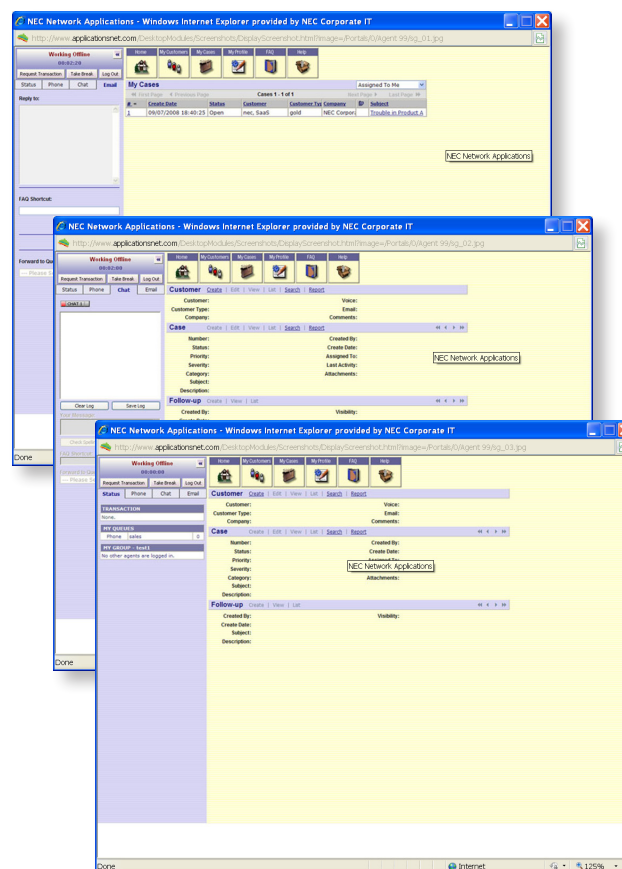 NEC Network Applications - Windows Internet Explorer provided by NEC Corporate IT
http://www.applicationsnet.com/DesktopModules/Screenshots/DisplayScreenshot.html?image=/Portals/0/Agent 99/sg_01.jpg
Working Offline
00:02:20
Request Transaction Take Break Log Out
Status Phone Chat Email
Home My Customers My Cases My Profile FAQ Help
My Cases Assigned To Me
First Page Previous Page Cases 1 - 1 of 1 Next Page Last Page
# Create Date Status Customer Customer Typ Company Subject
1 09/07/2008 18:40:25 Open nec, SaaS gold NEC Corpor Trouble in Product A
Reply to:
NEC Network Applications
FAQ Shortcut:
Forward to Qu
--- Please Se
Done
NEC Network Applications - Windows Internet Explorer provided by NEC Corporate IT
http://www.applicationsnet.com/DesktopModules/Screenshots/DisplayScreenshot.html?image=/Portals/0/Agent 99/sg_02.jpg
Working Offline
Request Transaction Take Break Log Out
Status Phone Chat Email
Home My Customers My Cases My Profile FAQ Help
CHAT 1
Clear Log Save Log
Your Message:
Customer Create | Edit | View | List | Search | Report
Customer: Voice:
Customer Type: Email:
Company: Comments:
Case Create | Edit | View | List | Search | Report
Number: Created By:
Status: Create Date:
Priority: Assigned To:
Severity: Last Activity:
Category: Attachments:
Subject:
Description:
NEC Network Applications
Follow-up Create | View | List
Created By: Visibility:
Done
NEC Network Applications - Windows Internet Explorer provided by NEC Corporate IT
http://www.applicationsnet.com/DesktopModules/Screenshots/DisplayScreenshot.html?image=/Portals/0/Agent 99/sg_03.jpg
Working Offline
00:00:00
Request Transaction Take Break Log Out
Status Phone Chat Email
Home My Customers My Cases My Profile FAQ Help
TRANSACTION
None.
MY QUEUES
Phone sales 0
MY GROUP - test1
No other agents are logged in.
Customer Create | Edit | View | List | Search | Report
Customer: Voice:
Customer Type: Email:
Company: Comments:
Case Create | Edit | View | List | Search | Report
Number: Created By:
Status: Create Date:
Priority:
Severity:
NEC Network Applications
Category: Attachments:
Subject:
Description:
Follow-up Create | View | List
Created By: Visibility:
Create Date:
Subject:
Description:
Done Internet 125%